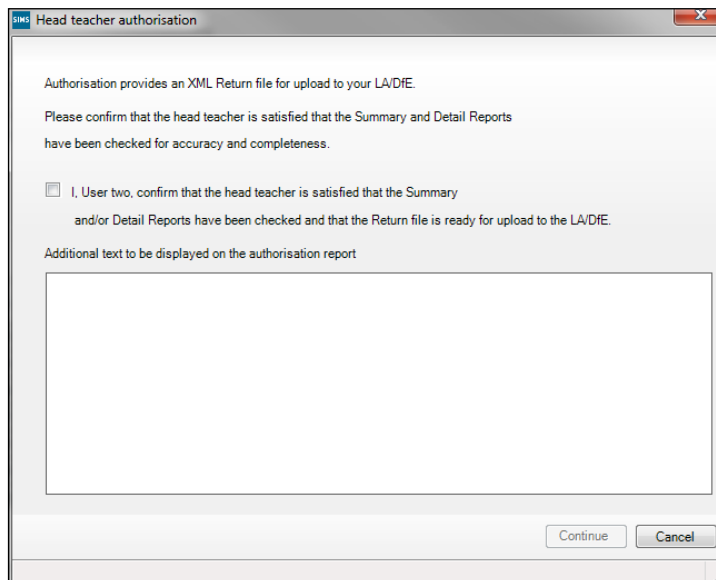 SIMS Head teacher authorisation
Authorisation provides an XML Return file for upload to your LA/DfE.
Please confirm that the head teacher is satisfied that the Summary and Detail Reports
have been checked for accuracy and completeness.
I, User two, confirm that the head teacher is satisfied that the Summary
and/or Detail Reports have been checked and that the Return file is ready for upload to the LA/DfE.
Additional text to be displayed on the authorisation report
Continue Cancel